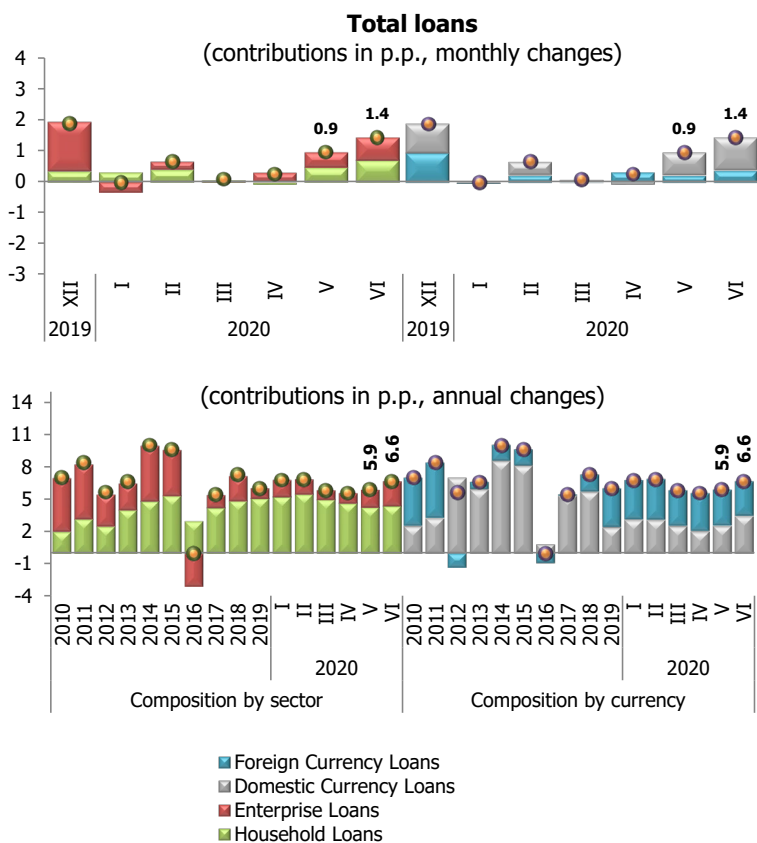 Total loans
(contributions in p.p., monthly changes)
4
3
2
1
0
-1
-2
-3
0.9
1.4
0.9
1.4
XII
I
II
III
IV
V
VI
XII
I
II
III
IV
V
VI
2019
2020
2019
2020
(contributions in p.p., annual changes)
14
11
8
5
2
-1
-4
5.9
6.6
5.9
6.6
2010
2011
2012
2013
2014
2015
2016
2017
2018
2019
I
II
III
IV
V
VI
2010
2011
2012
2013
2014
2015
2016
2017
2018
2019
I
II
III
IV
V
VI
2020
2020
Composition by sector
Composition by currency
Foreign Currency Loans
Domestic Currency Loans
Enterprise Loans
Household Loans